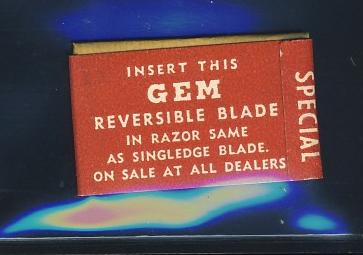 INSERT THIS
GEM
REVERSIBLE BLADE
IN RAZOR SAME
AS SINGLEDGE BLADE.
ON SALE AT ALL DEALERS
SPECIAL